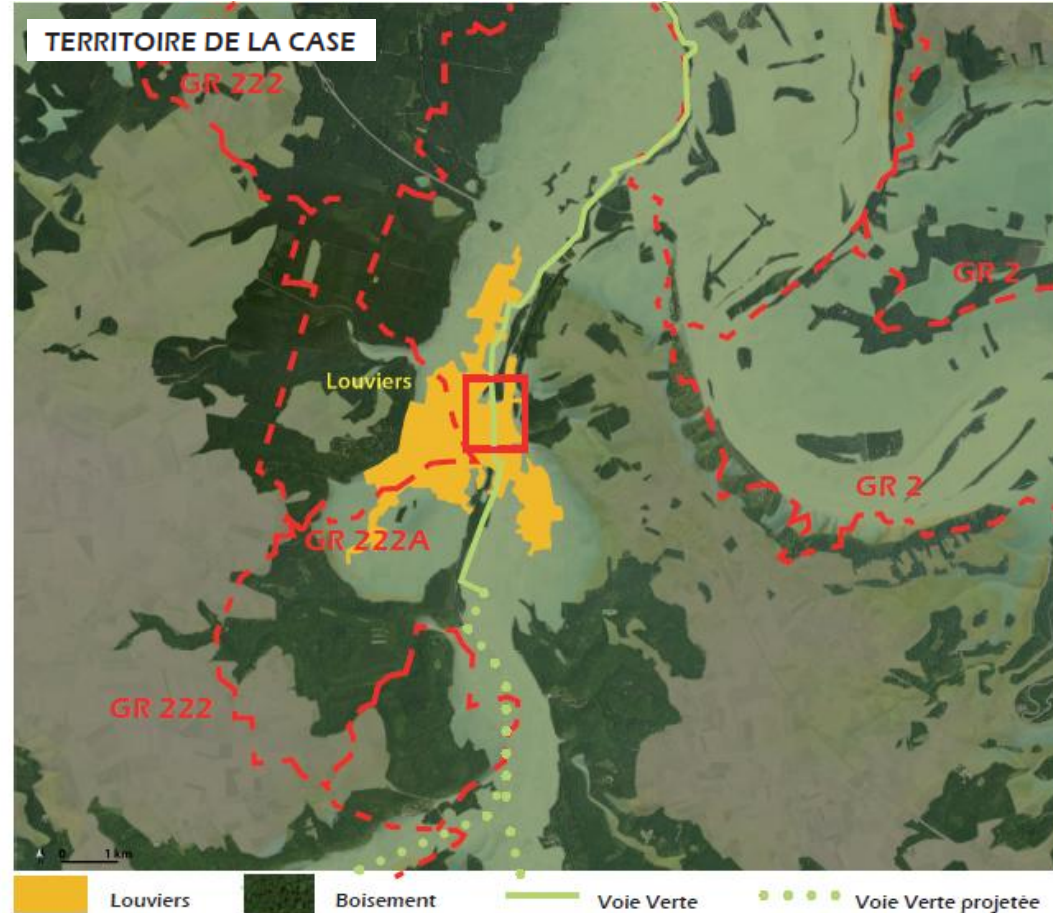 TERRITOIRE DE LA CASE
GR 222
GR 2
Louviers
GR 2
GR 222A
GR 222
0 1 km
Louviers
Boisement
Voie Verte
Voie Verte projetée